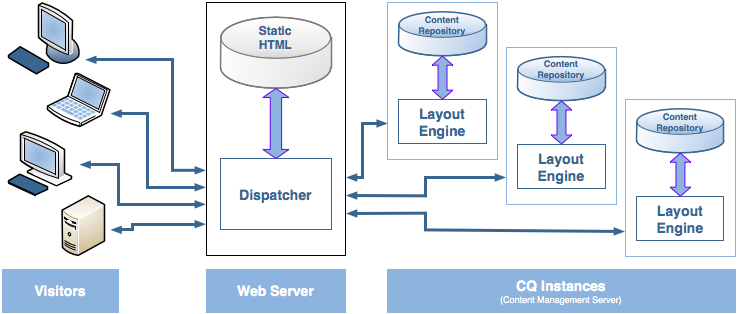 Static
HTML
Dispatcher
Content
Repository
Layout
Engine
Content
Repository
Layout
Engine
Content
Repository
Layout
Engine
Visitors
Web Server
CQ Instances
(Content Management Server)